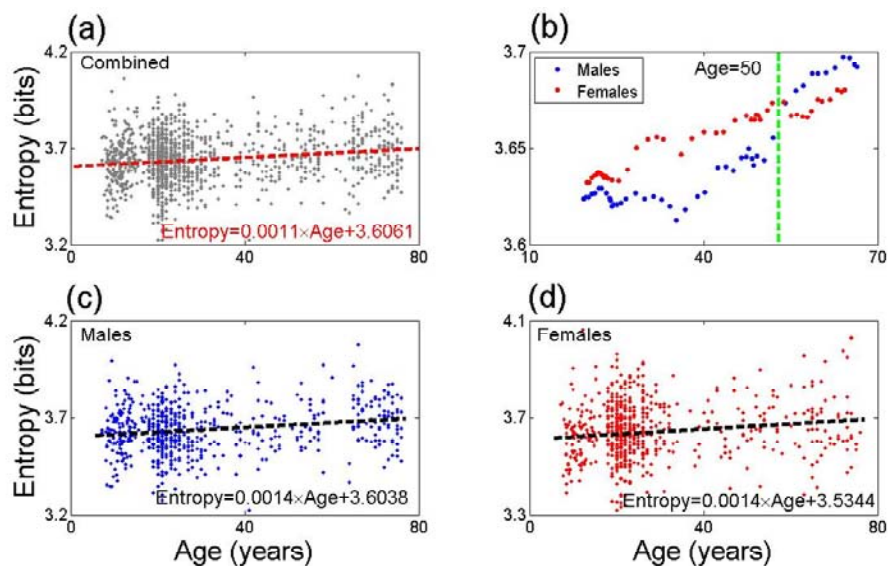 (a)
Combined
Entropy (bits)
4.2
3.7
3.2
0
40
80
Entropy=0.0011×Age+3.6061
(b)
Males
Females
Age=50
3.7
3.65
3.6
10
40
70
(c)
Males
Entropy (bits)
4.2
3.7
3.2
0
40
80
Entropy=0.0014×Age+3.6038
Age (years)
(d)
Females
4.1
3.7
3.3
0
40
80
Entropy=0.0014×Age+3.5344
Age (years)